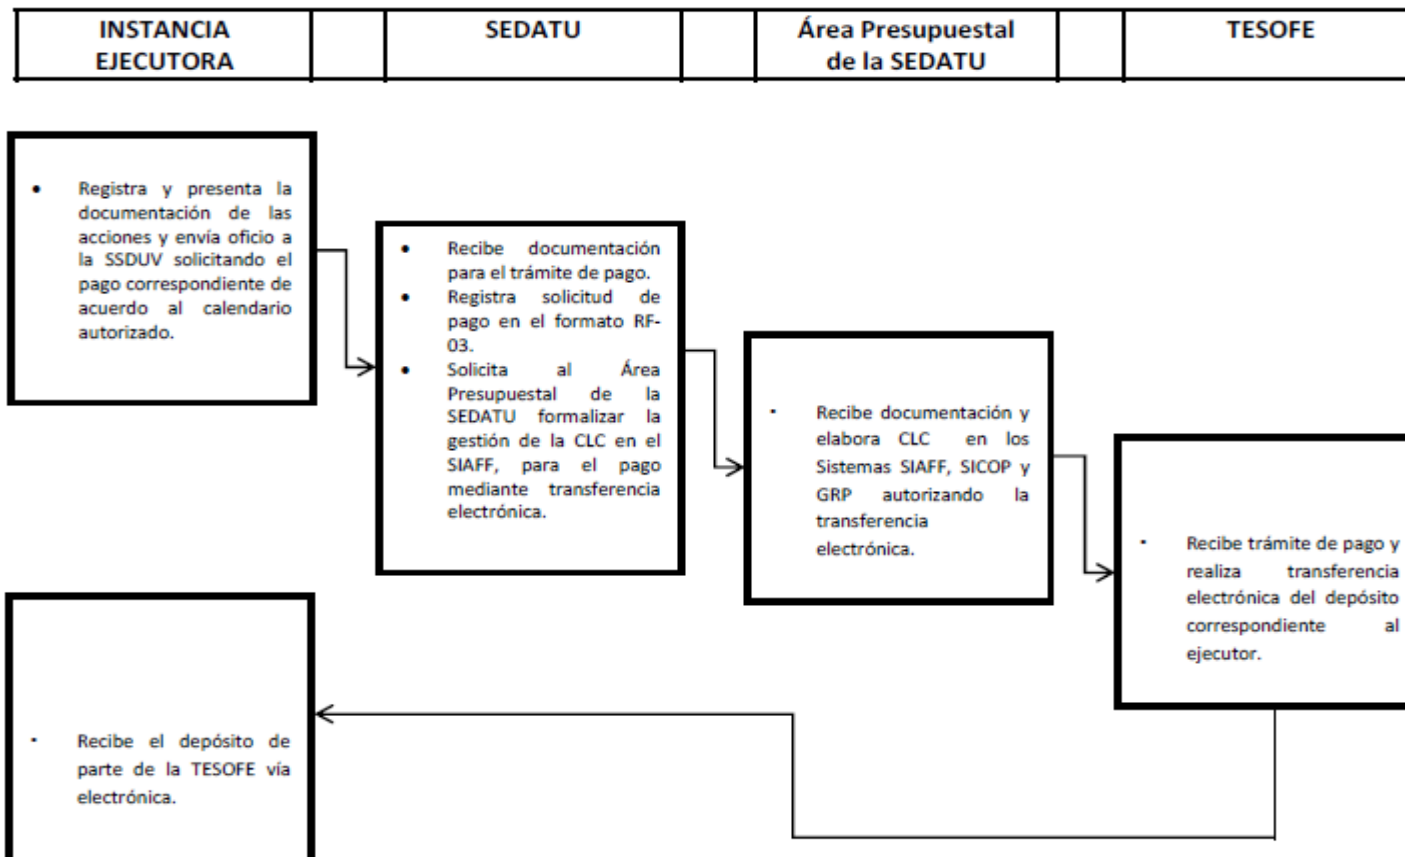 INSTANCIA
EJECUTORA
SEDATU
Área Presupuestal
de la SEDATU
TESOFE
• Registra y presenta la
documentación de las
acciones y envía oficio a
la SSDUV solicitando el
pago correspondiente de
acuerdo al calendario
autorizado.
• Recibe documentación
para el trámite de pago.
• Registra solicitud de
pago en el formato RF-
03.
• Solicita al Área
Presupuestal de la
SEDATU formalizar la
gestión de la CLC en el
SIAFF, para el pago
mediante transferencia
electrónica.
• Recibe documentación y
elabora CLC en los
Sistemas SIAFF, SICOP y
GRP autorizando la
transferencia
electrónica.
• Recibe trámite de pago y
realiza transferencia
electrónica del depósito
correspondiente al
ejecutor.
• Recibe el depósito de
parte de la TESOFE vía
electrónica.